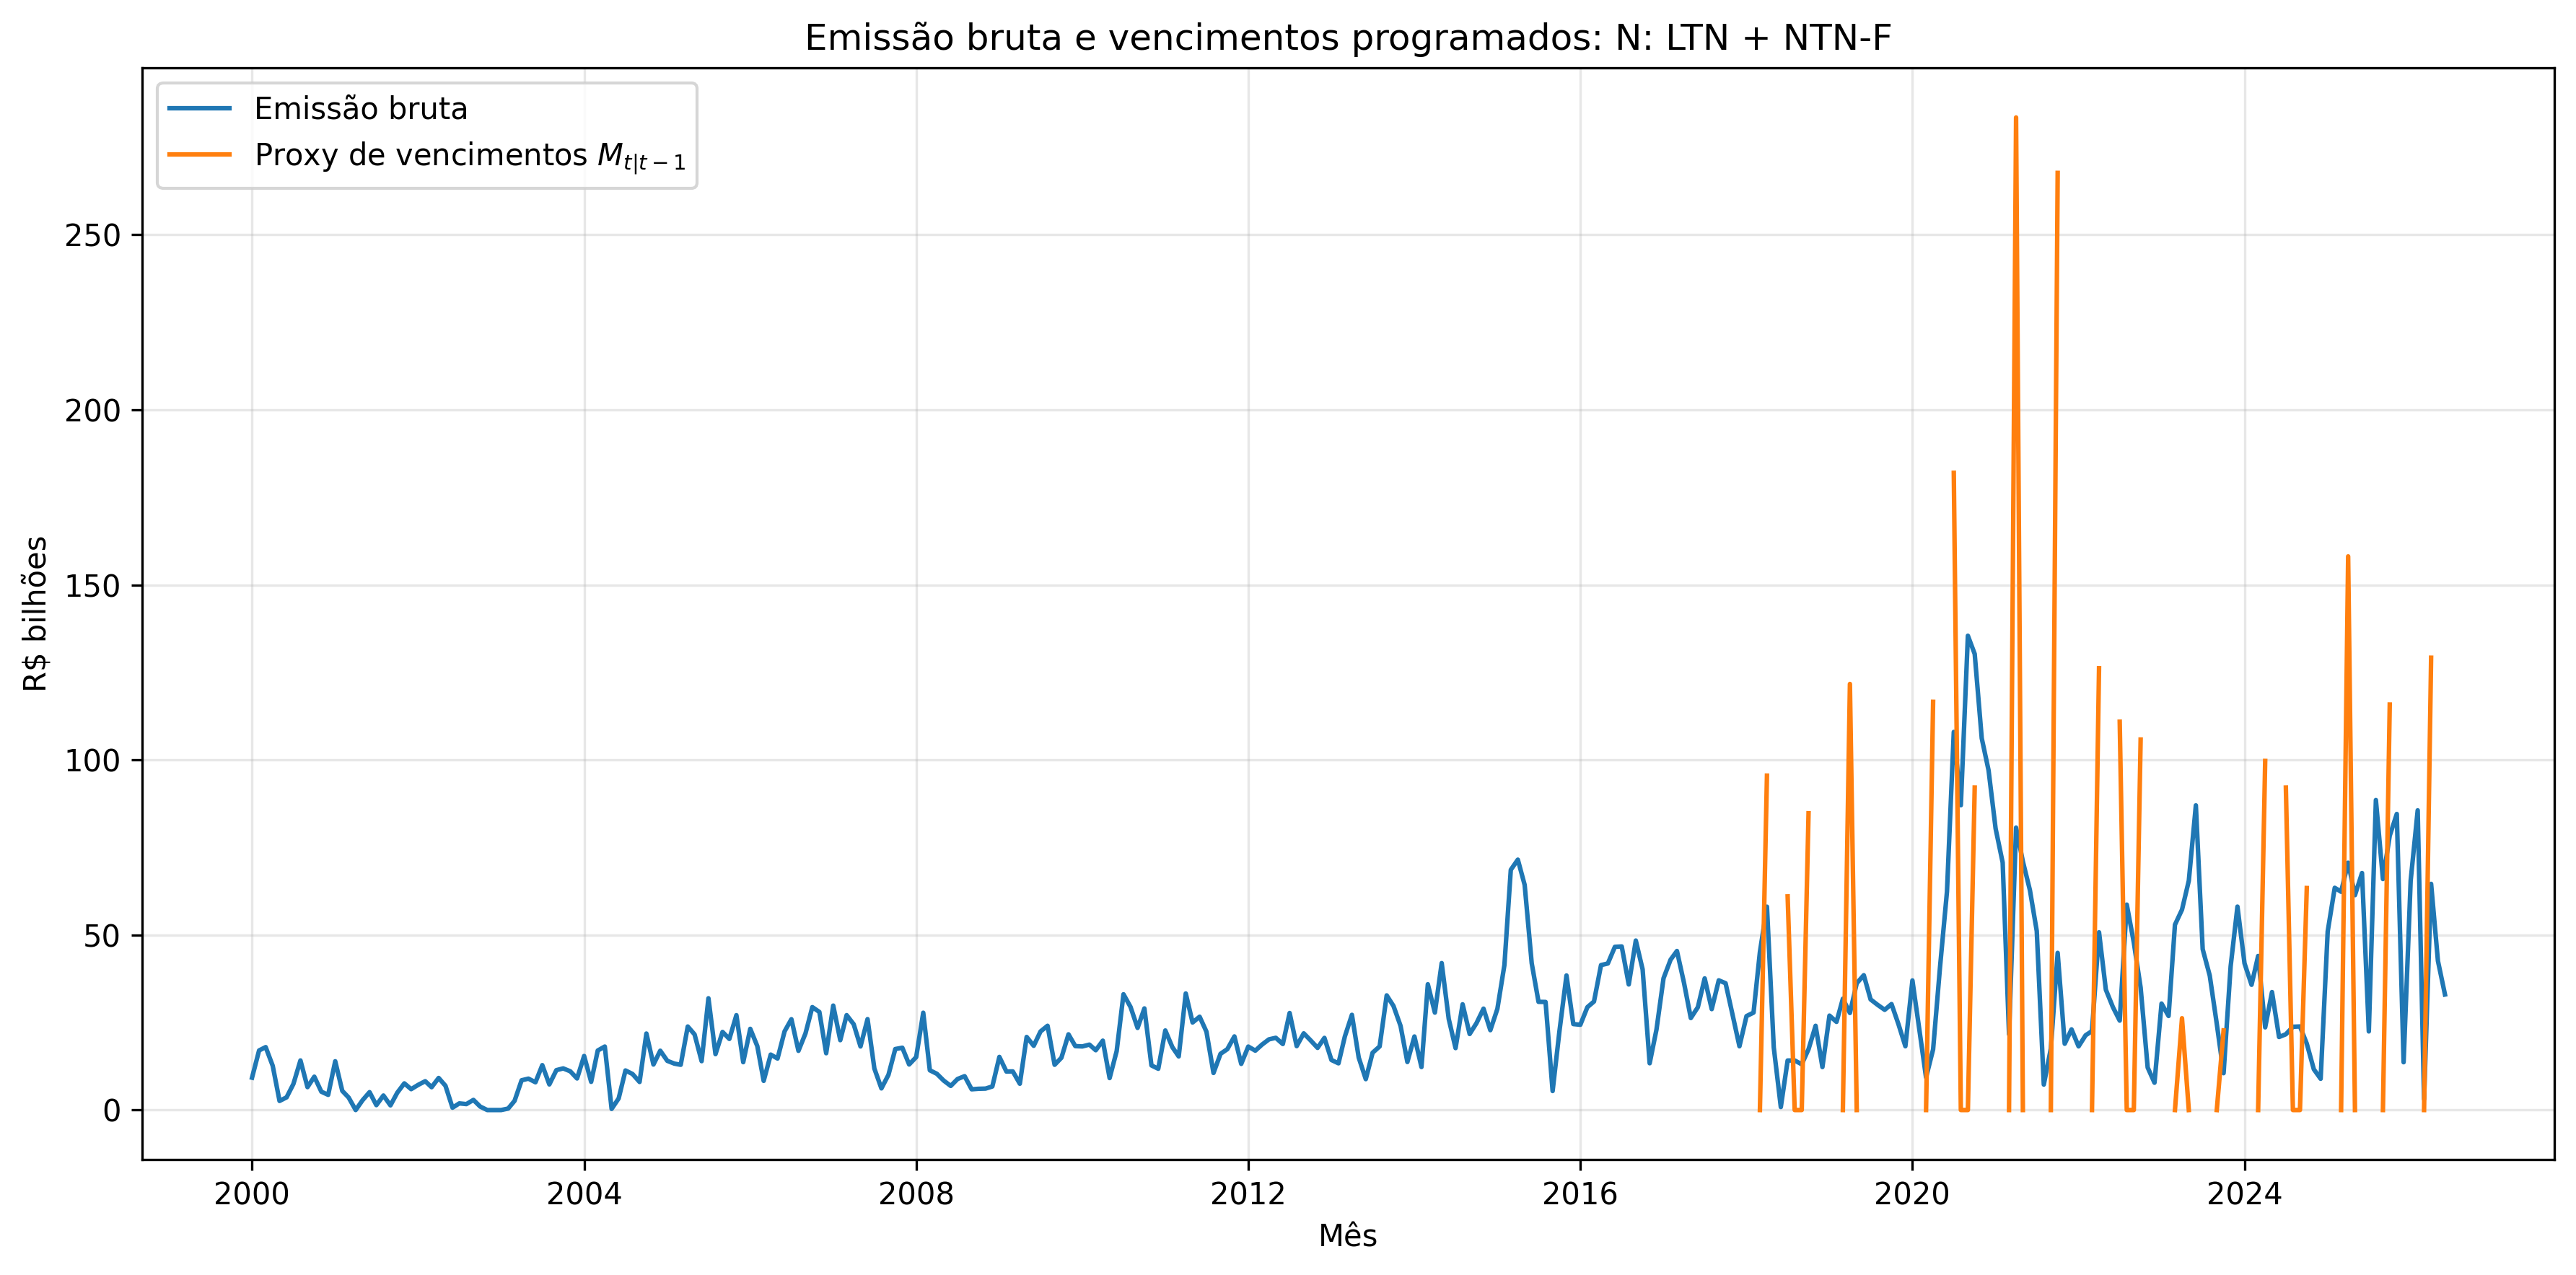 Emissão bruta e vencimentos programados: N: LTN + NTN-F
Emissão bruta
Proxy de vencimentos M_{t|t−1}
R$ bilhões
250
200
150
100
50
0
2000 2004 2008 2012 2016 2020 2024
Mês